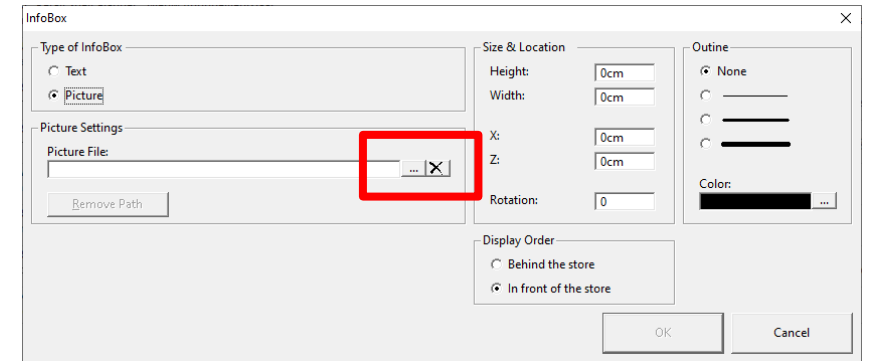 InfoBox
Type of InfoBox
Text
Picture
Picture Settings
Picture File:
...
Remove Path
Size & Location
Height: 0cm
Width: 0cm
X: 0cm
Z: 0cm
Rotation: 0
Display Order
Behind the store
In front of the store
Outine
None
Color:
...
OK
Cancel